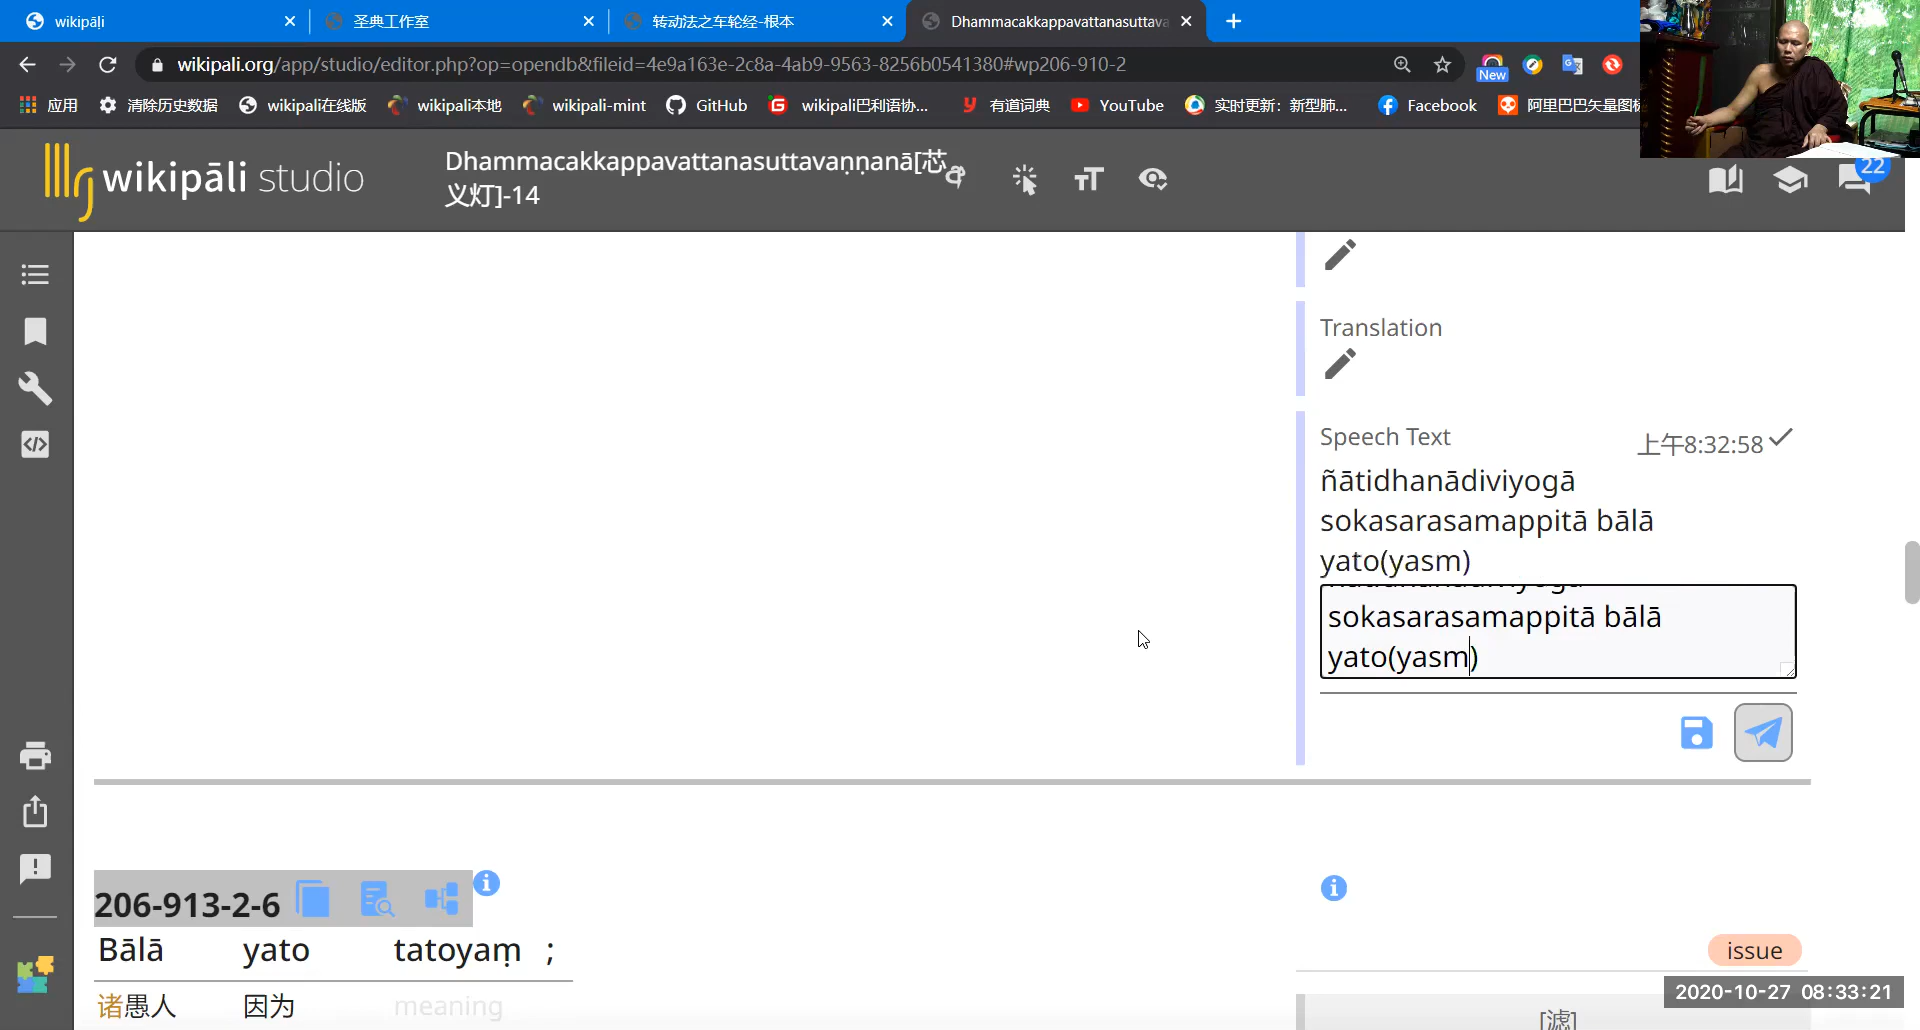 wikipāḷi
圣典工作室
转动法之车轮经-根本
Dhammacakkappavattanasuttava
wikipali.org/app/studio/editor.php?op=opendb&fileid=4e9a163e-2c8a-4ab9-9563-8256b0541380#wp206-910-2
New
应用
清除历史数据
wikipali在线版
wikipali本地
wikipali-mint
GitHub
wikipali巴利语协...
有道词典
YouTube
实时更新：新型肺...
Facebook
阿里巴巴矢量图标
wikipāli studio
Dhammacakkappavattanasuttavaṇṇanā[芯
义灯]-14
22
Translation
Speech Text
上午8:32:58
ñātidhanādiviyogā
sokasarasamappitā bālā
yato(yasm)
sokasarasamappitā bālā
yato(yasm)
206-913-2-6
Bālā yato tatoyaṃ ;
issue
诸愚人 因为 meaning
2020-10-27 08:33:21
[滤]